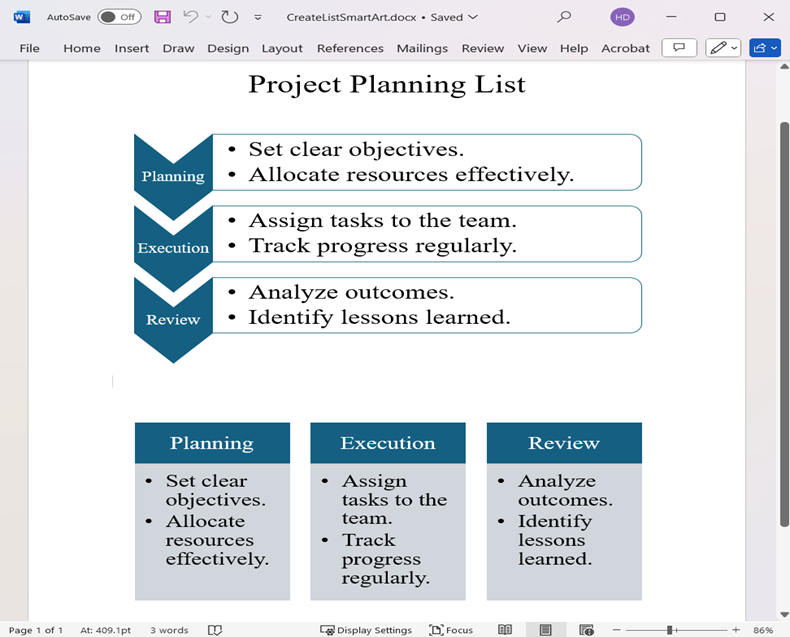 AutoSave Off CreateListSmartArt.docx • Saved HD
File Home Insert Draw Design Layout References Mailings Review View Help Acrobat
Project Planning List
Planning
• Set clear objectives.
• Allocate resources effectively.
Execution
• Assign tasks to the team.
• Track progress regularly.
Review
• Analyze outcomes.
• Identify lessons learned.
Planning
• Set clear
objectives.
• Allocate
resources
effectively.
Execution
• Assign
tasks to the
team.
• Track
progress
regularly.
Review
• Analyze
outcomes.
• Identify
lessons
learned.
Page 1 of 1 At: 409.1pt 3 words Display Settings Focus 86%